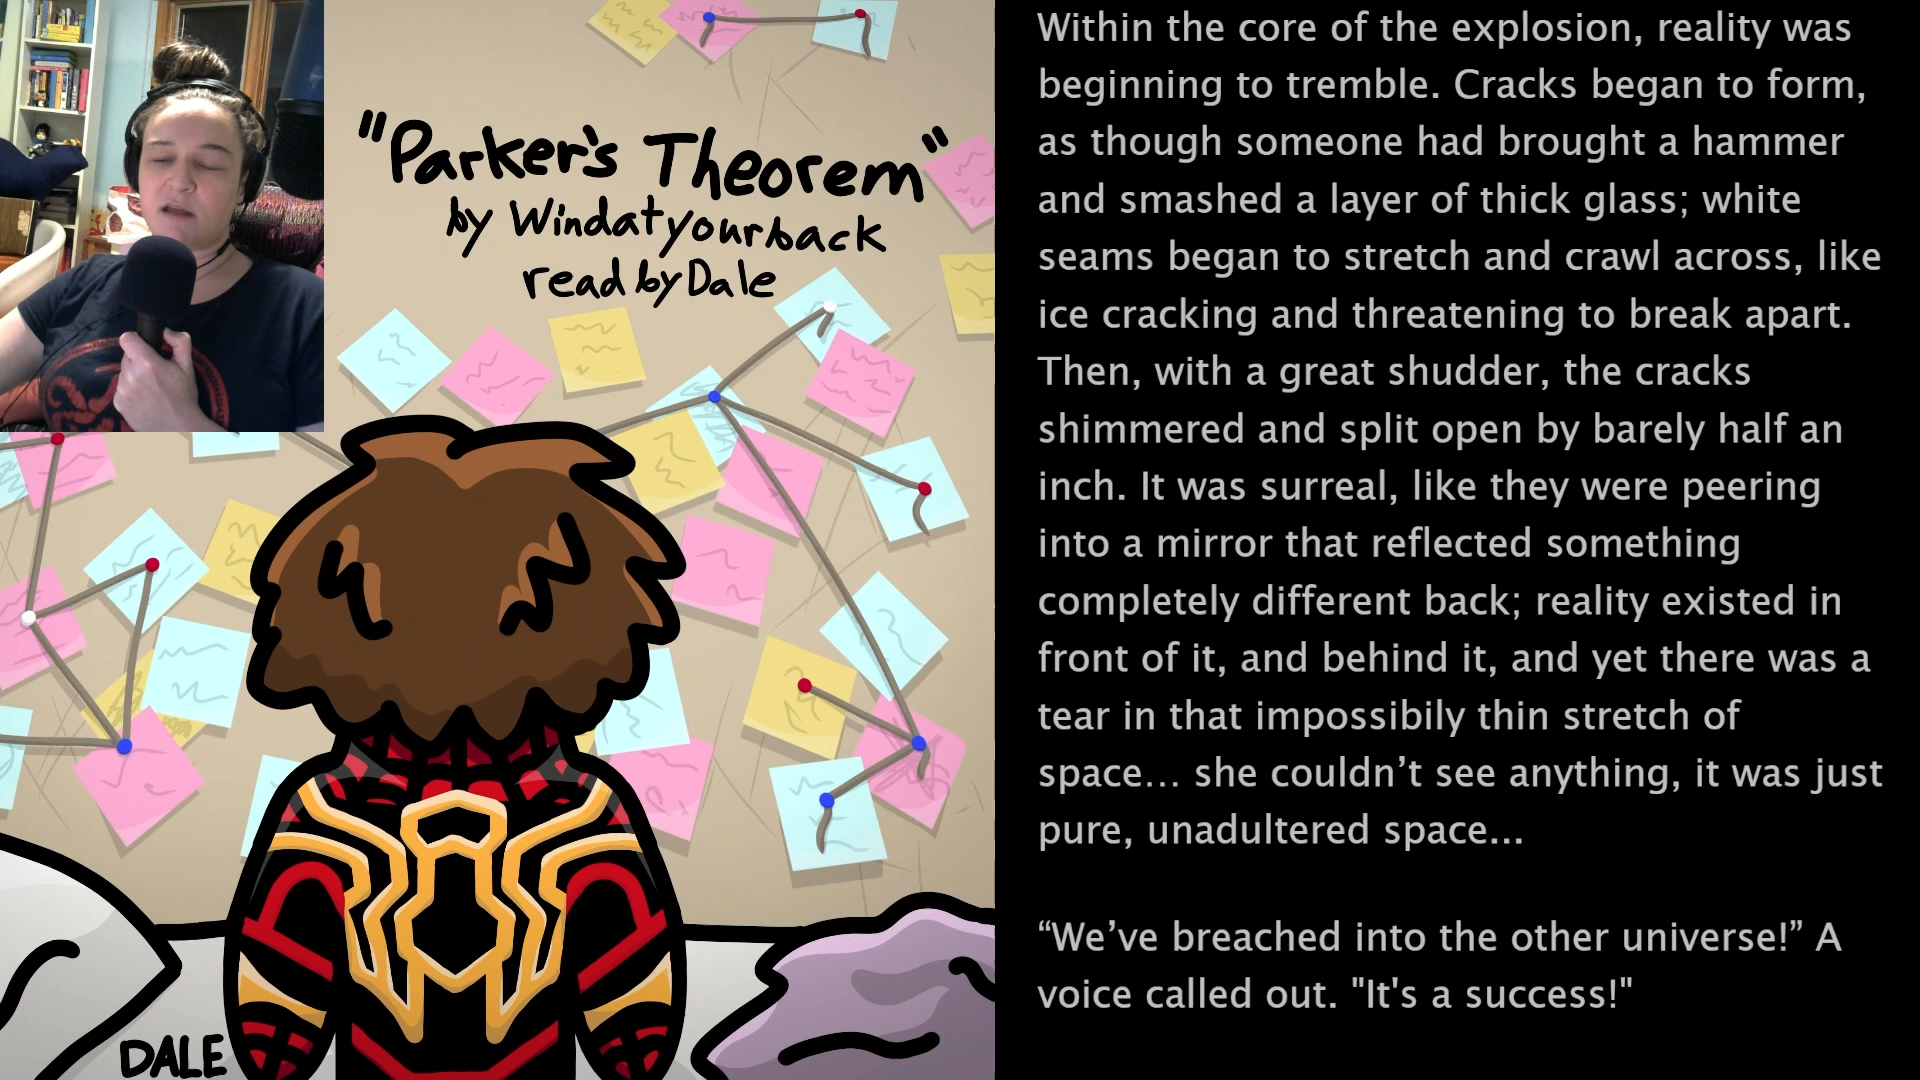 "Parker's Theorem"
by Windatyourback
read by Dale
DALE
Within the core of the explosion, reality was
beginning to tremble. Cracks began to form,
as though someone had brought a hammer
and smashed a layer of thick glass; white
seams began to stretch and crawl across, like
ice cracking and threatening to break apart.
Then, with a great shudder, the cracks
shimmered and split open by barely half an
inch. It was surreal, like they were peering
into a mirror that reflected something
completely different back; reality existed in
front of it, and behind it, and yet there was a
tear in that impossibily thin stretch of
space… she couldn’t see anything, it was just
pure, unadultered space...
“We’ve breached into the other universe!” A
voice called out. "It's a success!"